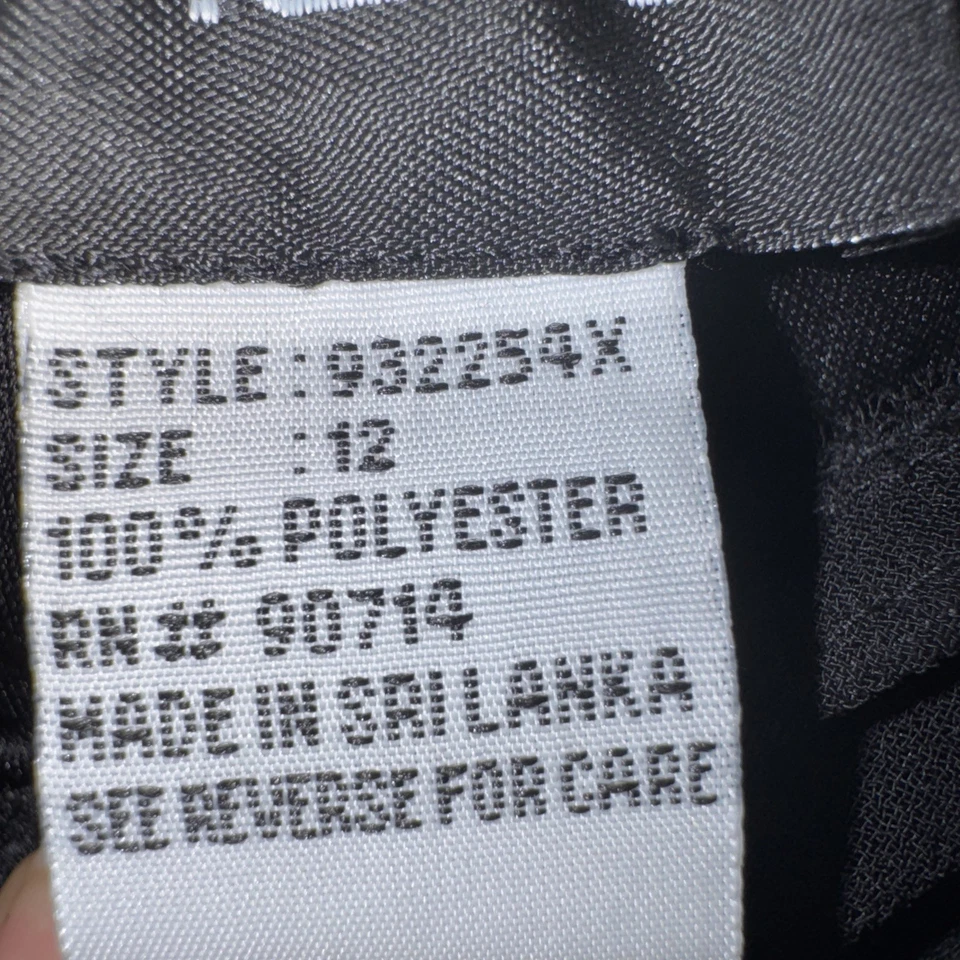 STYLE : 932254X
SIZE : 12
100% POLYESTER
RN # 90714
MADE IN SRI LANKA
SEE REVERSE FOR CARE